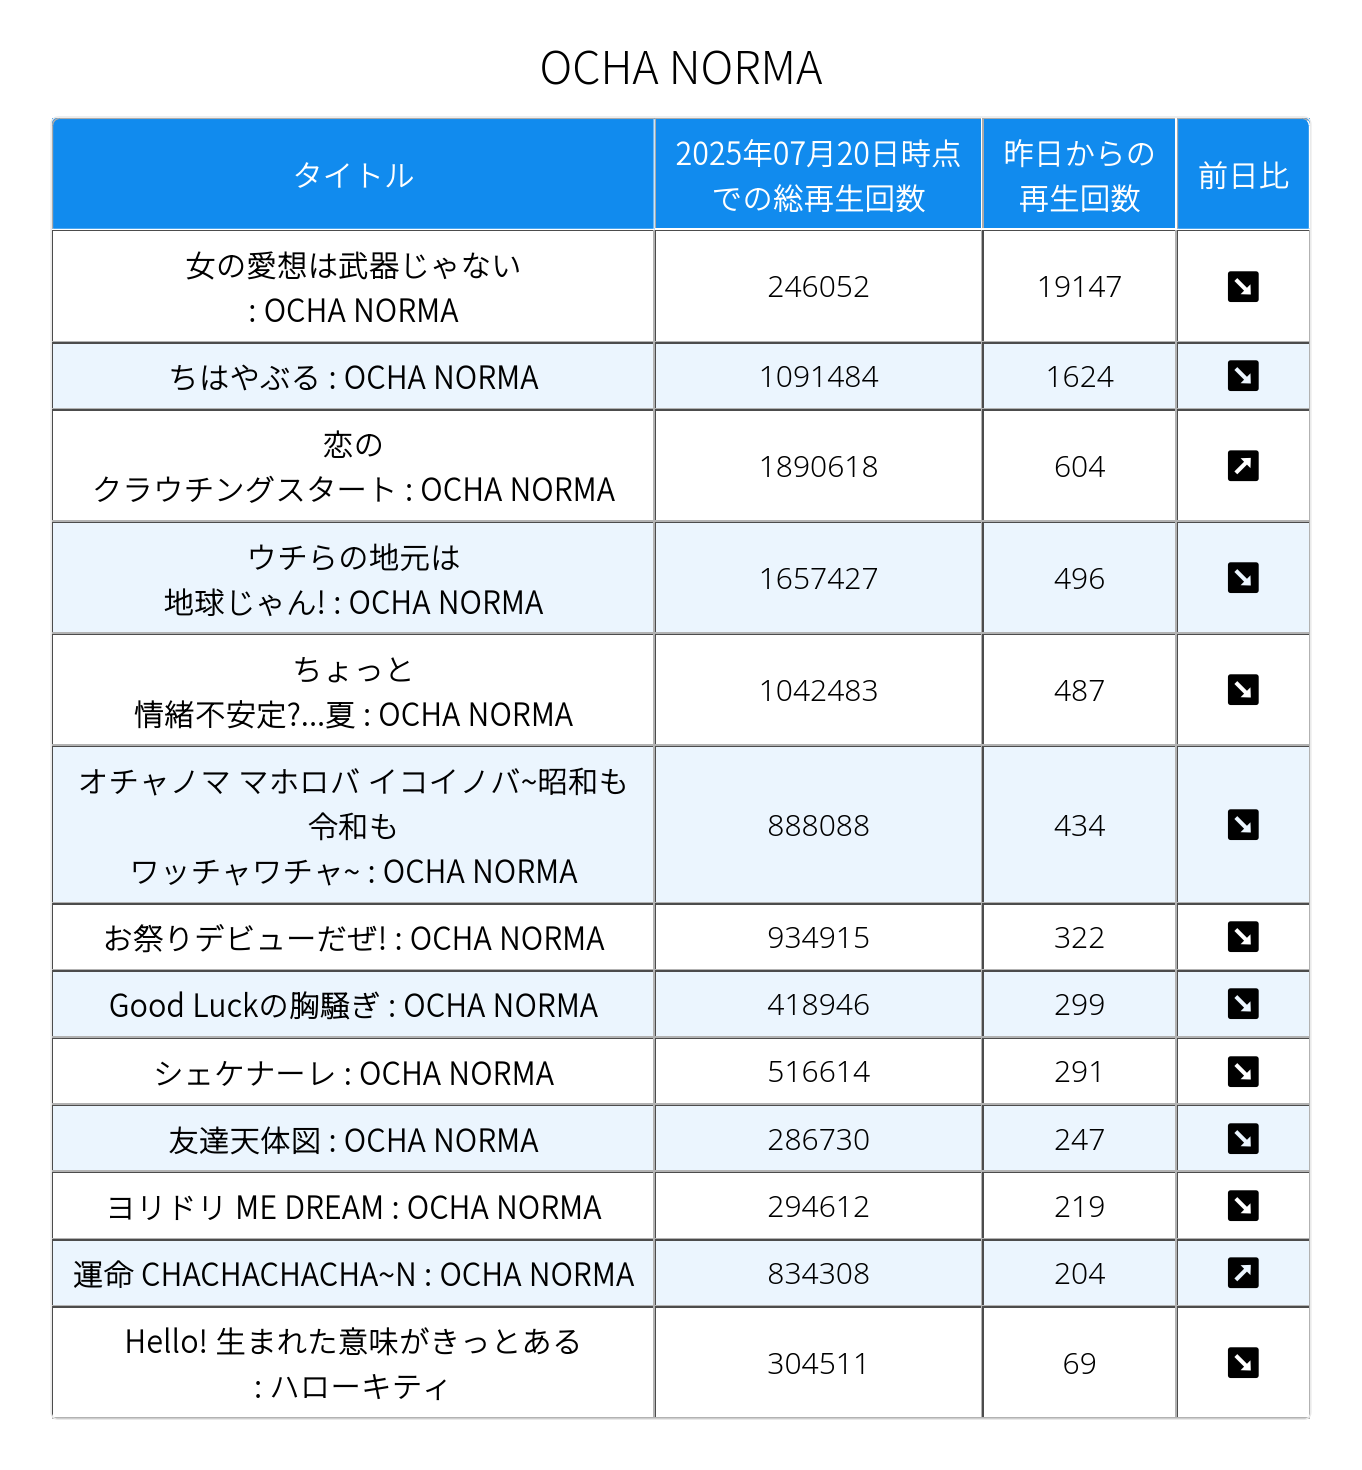 OCHA NORMA
タイトル
2025年07月20日時点
での総再生回数
昨日からの
再生回数
前日比
女の愛想は武器じゃない
: OCHA NORMA
246052
19147
ちはやぶる : OCHA NORMA
1091484
1624
恋の
クラウチングスタート : OCHA NORMA
1890618
604
ウチらの地元は
地球じゃん! : OCHA NORMA
1657427
496
ちょっと
情緒不安定?...夏 : OCHA NORMA
1042483
487
オチャノマ マホロバ イコイノバ~昭和も
令和も
ワッチャワチャ~ : OCHA NORMA
888088
434
お祭りデビューだぜ! : OCHA NORMA
934915
322
Good Luckの胸騒ぎ : OCHA NORMA
418946
299
シェケナーレ : OCHA NORMA
516614
291
友達天体図 : OCHA NORMA
286730
247
ヨリドリ ME DREAM : OCHA NORMA
294612
219
運命 CHACHACHACHA~N : OCHA NORMA
834308
204
Hello! 生まれた意味がきっとある
: ハローキティ
304511
69